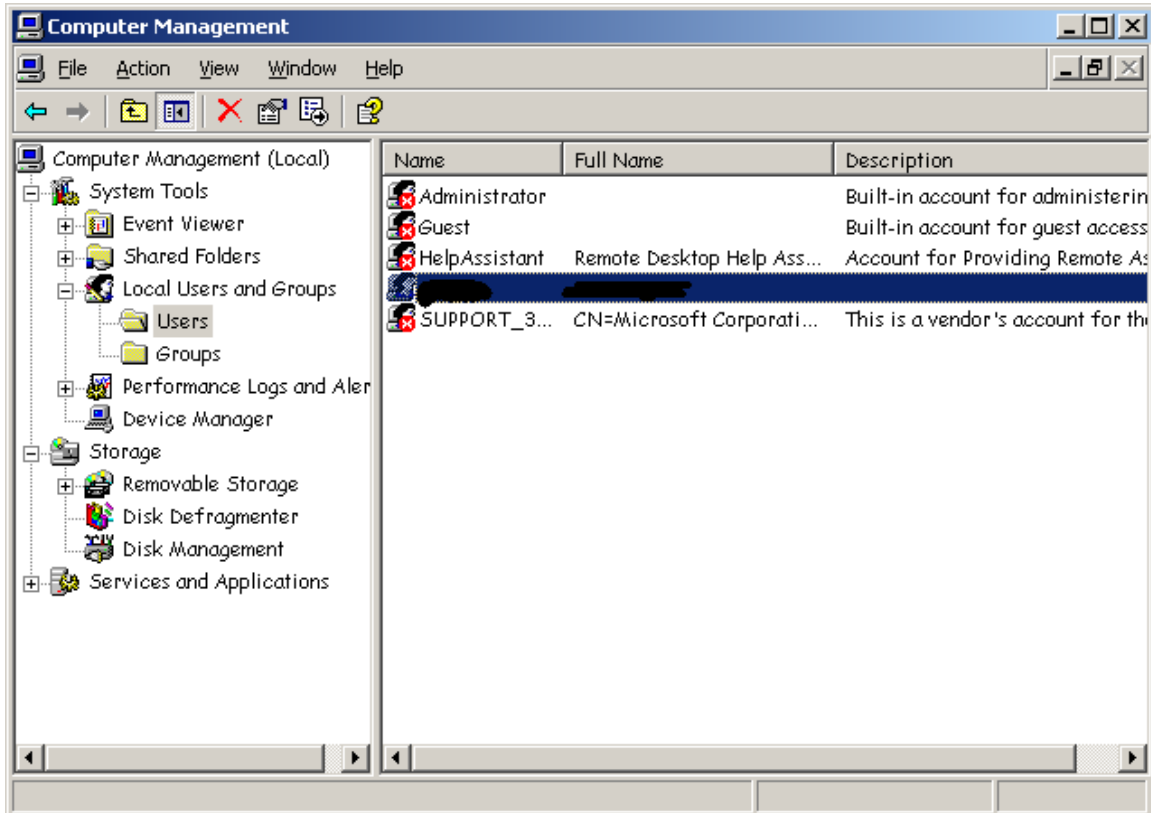 Computer Management
File Action View Window Help
Computer Management (Local)
System Tools
Event Viewer
Shared Folders
Local Users and Groups
Users
Groups
Performance Logs and Aler
Device Manager
Storage
Removable Storage
Disk Defragmenter
Disk Management
Services and Applications
Name Full Name Description
Administrator Built-in account for administerin
Guest Built-in account for guest access
HelpAssistant Remote Desktop Help Ass... Account for Providing Remote As
SUPPORT_3... CN=Microsoft Corporati... This is a vendor's account for the